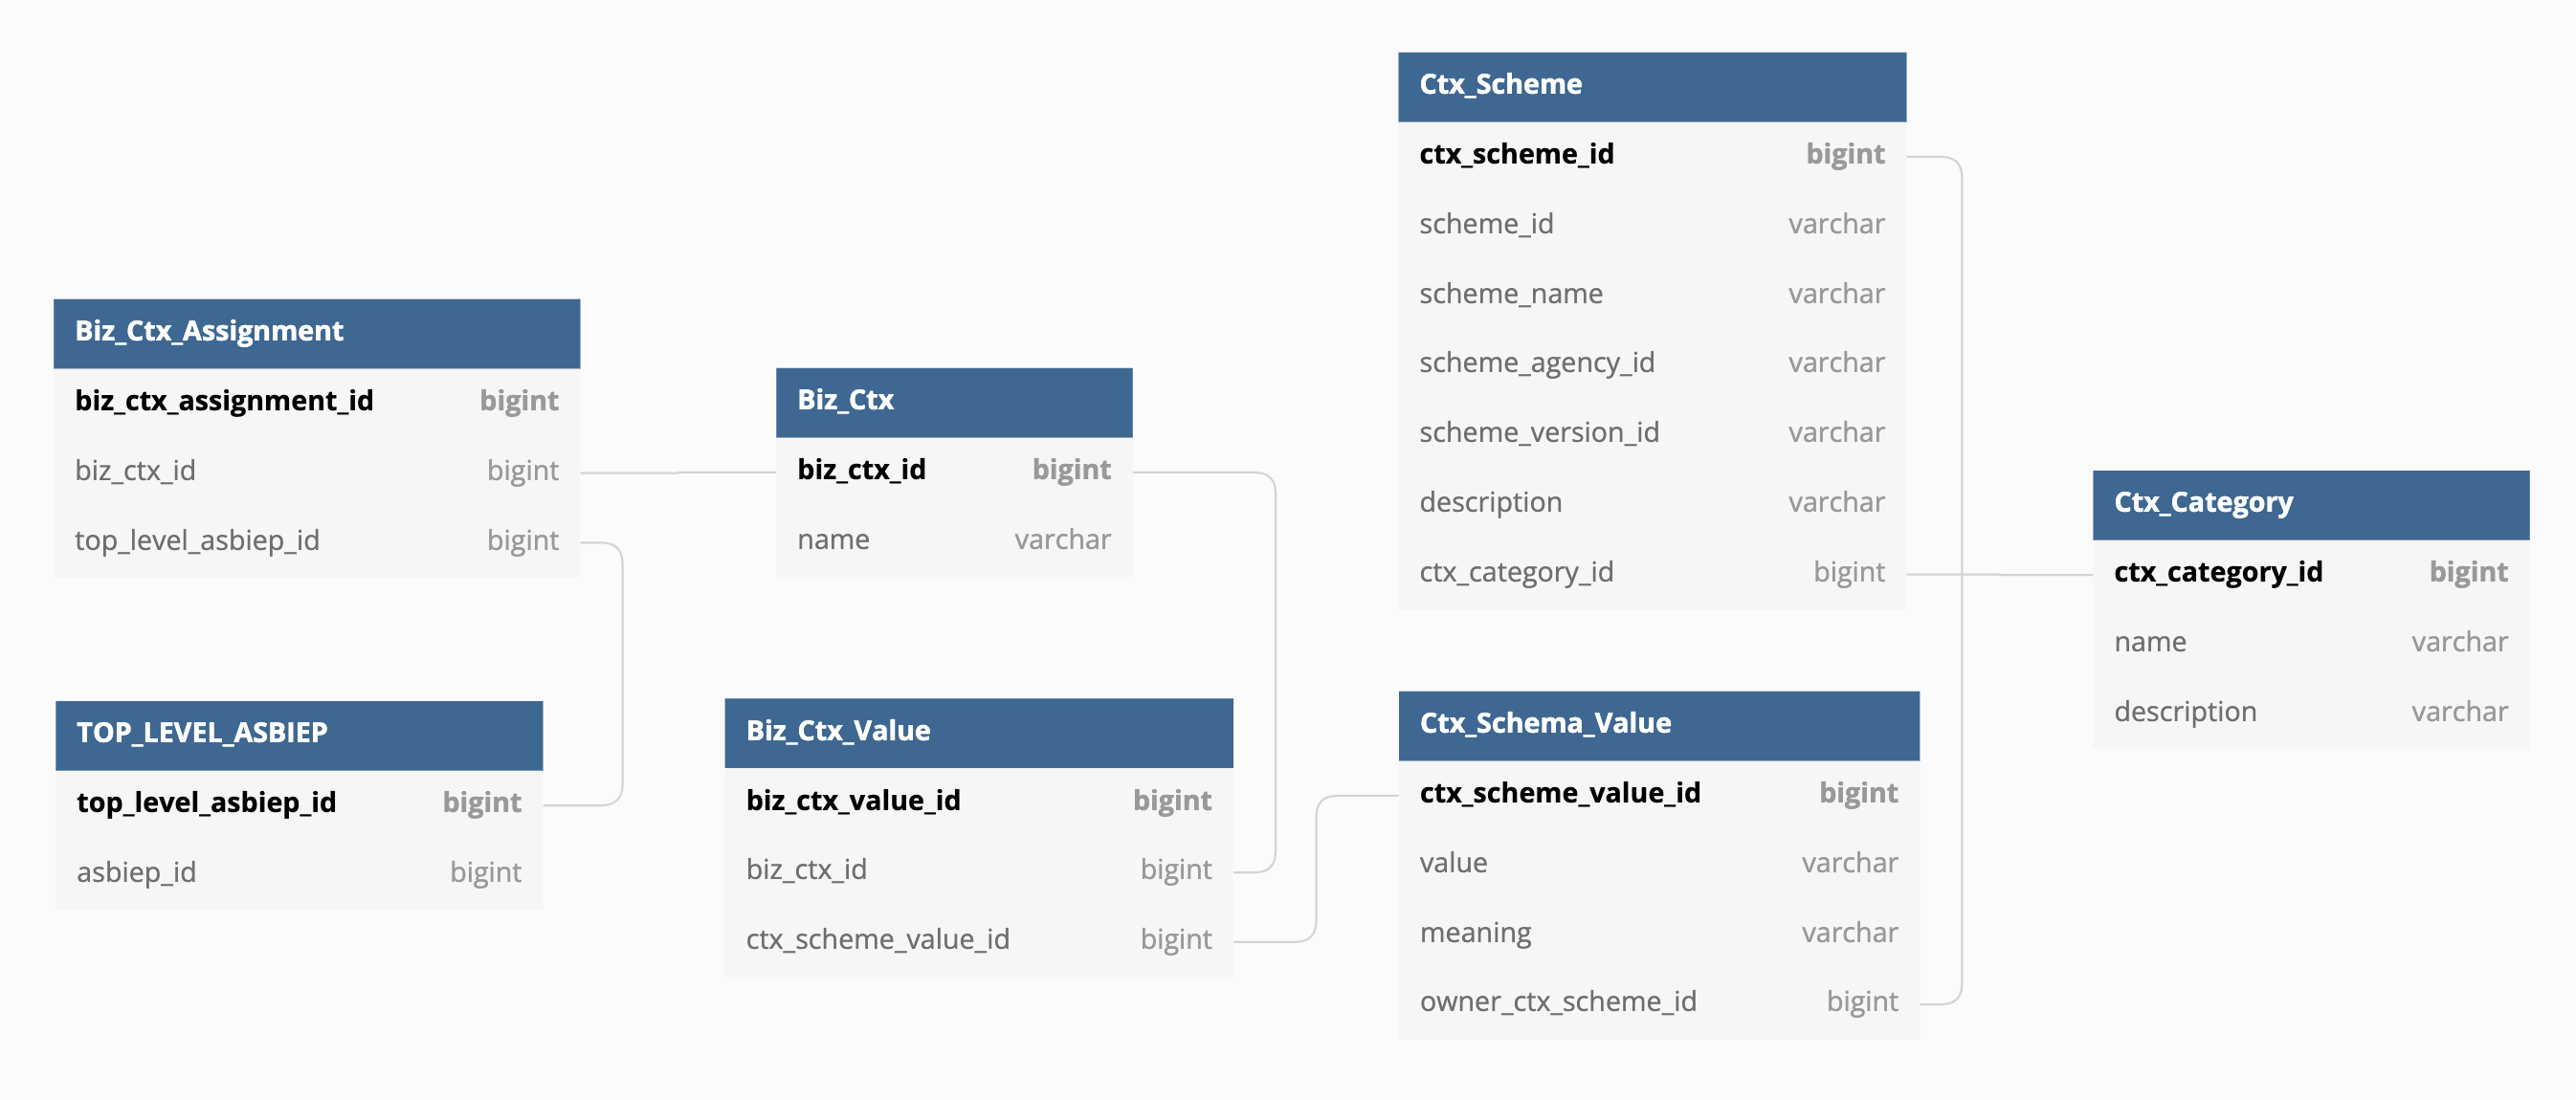 Biz_Ctx_Assignment
biz_ctx_assignment_id bigint
biz_ctx_id bigint
top_level_asbiep_id bigint
TOP_LEVEL_ASBIEP
top_level_asbiep_id bigint
asbiep_id bigint
Biz_Ctx
biz_ctx_id bigint
name varchar
Biz_Ctx_Value
biz_ctx_value_id bigint
biz_ctx_id bigint
ctx_scheme_value_id bigint
Ctx_Scheme
ctx_scheme_id bigint
scheme_id varchar
scheme_name varchar
scheme_agency_id varchar
scheme_version_id varchar
description varchar
ctx_category_id bigint
Ctx_Schema_Value
ctx_scheme_value_id bigint
value varchar
meaning varchar
owner_ctx_scheme_id bigint
Ctx_Category
ctx_category_id bigint
name varchar
description varchar